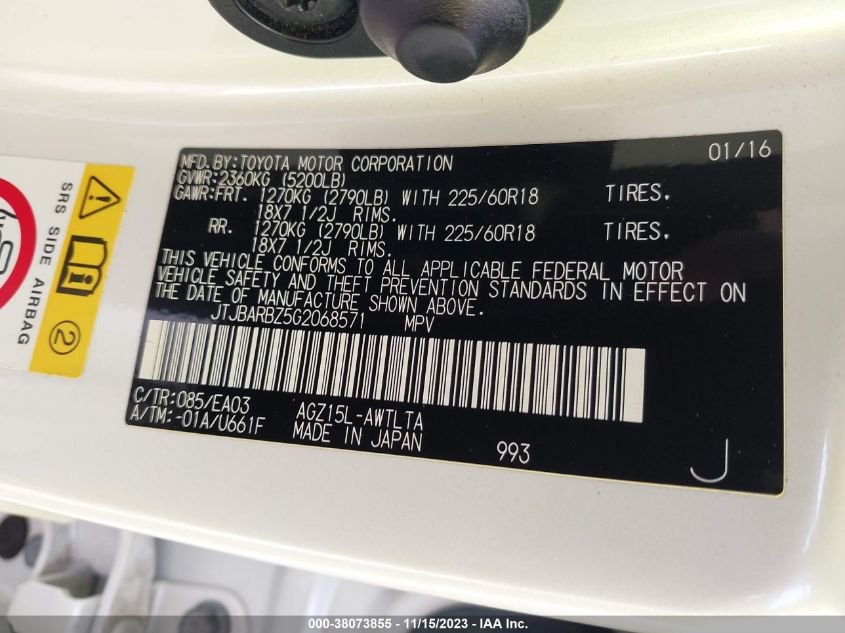 MFD.BY:TOYOTA MOTOR CORPORATION 01/16
GVWR:2360KG (5200LB)
GAWR:FRT. 1270KG (2790LB) WITH 225/60R18 TIRES.
18X7 1/2J RIMS.
RR. 1270KG (2790LB) WITH 225/60R18 TIRES.
18X7 1/2J RIMS.
THIS VEHICLE CONFORMS TO ALL APPLICABLE FEDERAL MOTOR
VEHICLE SAFETY AND THEFT PREVENTION STANDARDS IN EFFECT ON
THE DATE OF MANUFACTURE SHOWN ABOVE.
JTJBARBZ5G2068571 MPV
C/TR:085/EA03 AGZ15L-AWTLTA
A/TM:-01A/U661F MADE IN JAPAN 993 J
SRS SIDE AIRBAG
2
000-38073855 - 11/15/2023 - IAA Inc.